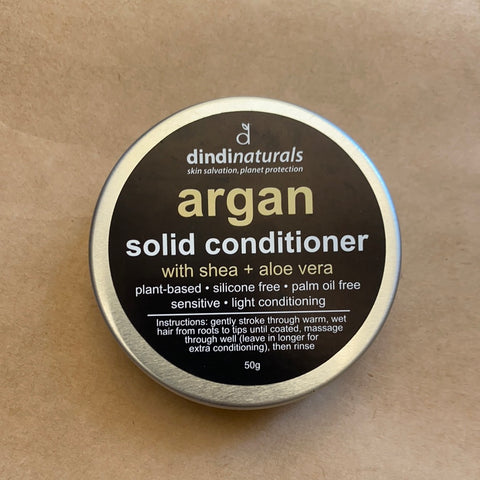 dindinaturals
skin salvation, planet protection
argan
solid conditioner
with shea + aloe vera
plant-based • silicone free • palm oil free
sensitive • light conditioning
Instructions: gently stroke through warm, wet
hair from roots to tips until coated, massage
through well (leave in longer for
extra conditioning), then rinse
50g